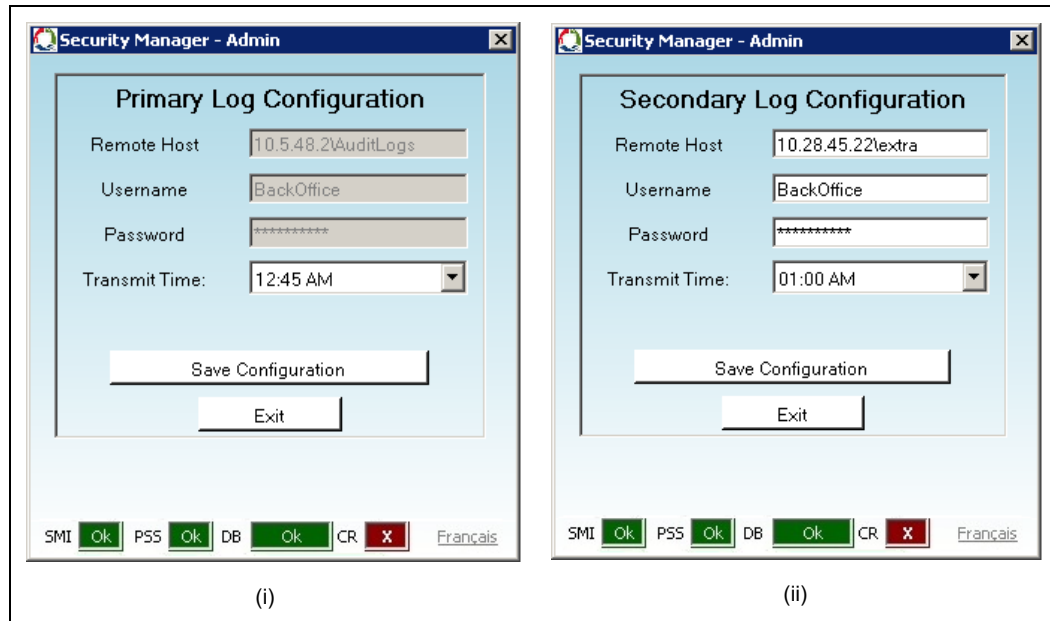 Security Manager - Admin
Primary Log Configuration
Remote Host 10.5.48.2\AuditLogs
Username BackOffice
Password **********
Transmit Time: 12:45 AM
Save Configuration
Exit
SMI Ok PSS Ok DB Ok CR X Français
(i)
Security Manager - Admin
Secondary Log Configuration
Remote Host 10.28.45.22\extra
Username BackOffice
Password **********
Transmit Time: 01:00 AM
Save Configuration
Exit
SMI Ok PSS Ok DB Ok CR X Français
(ii)